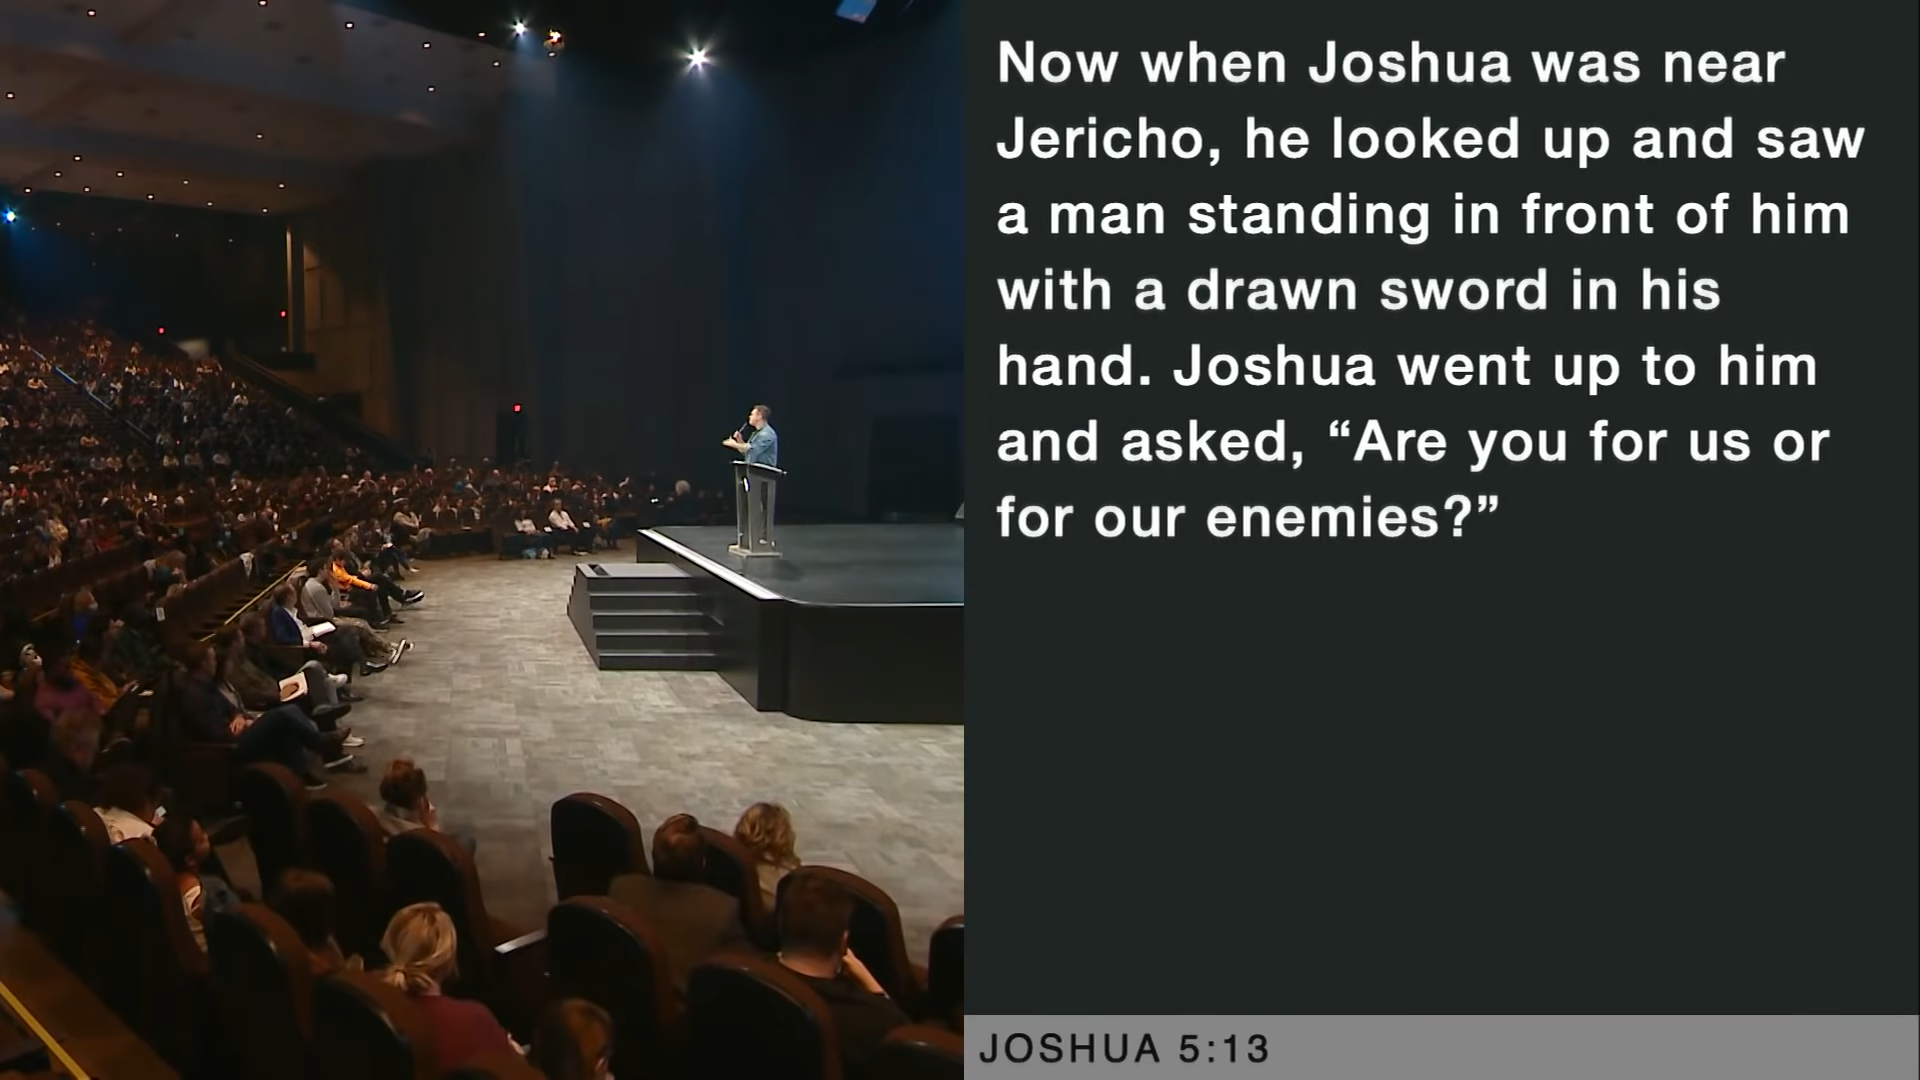 Now when Joshua was near
Jericho, he looked up and saw
a man standing in front of him
with a drawn sword in his
hand. Joshua went up to him
and asked, “Are you for us or
for our enemies?”
JOSHUA 5:13